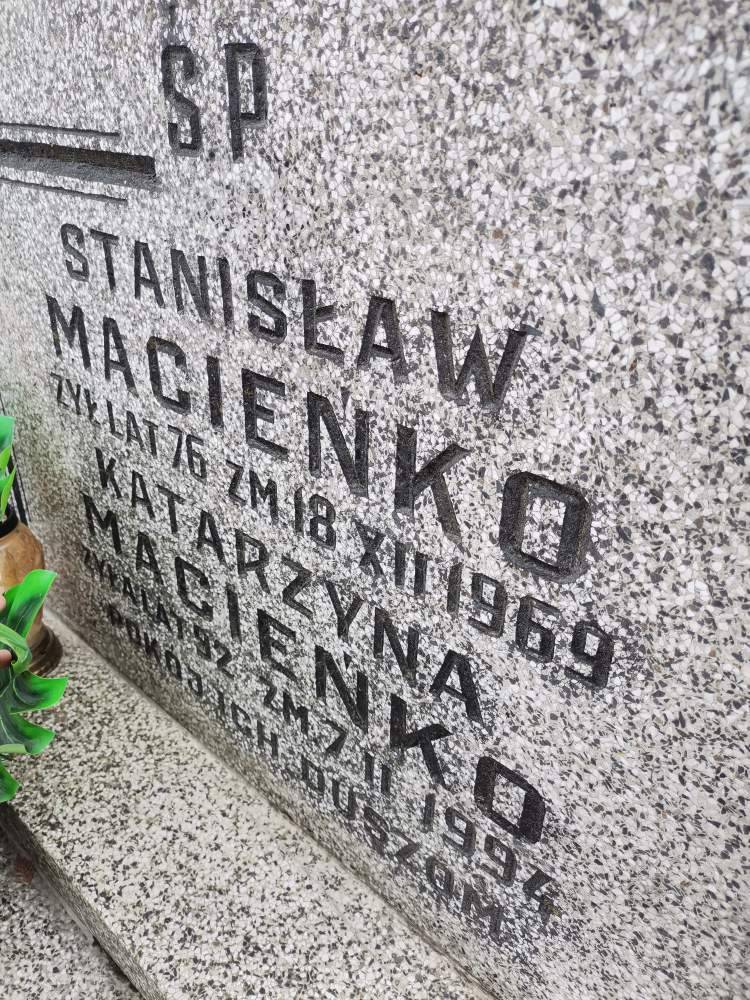 ŚP
STANISŁAW
MACIEŃKO
ŻYŁ LAT 76 ZM 18 XII 1969
KATARZYNA
MACIEŃKO
ŻYŁA LAT 92 ZM. 7 II 1994
POKÓJ ICH DUSZOM